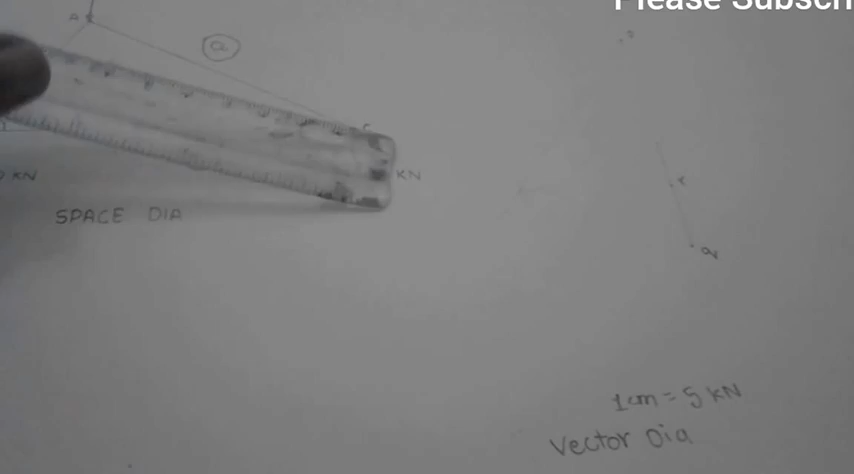 Please Subscri
A
a
KN
KN
SPACE DIA
r
1cm = 5 KN
Vector Dia